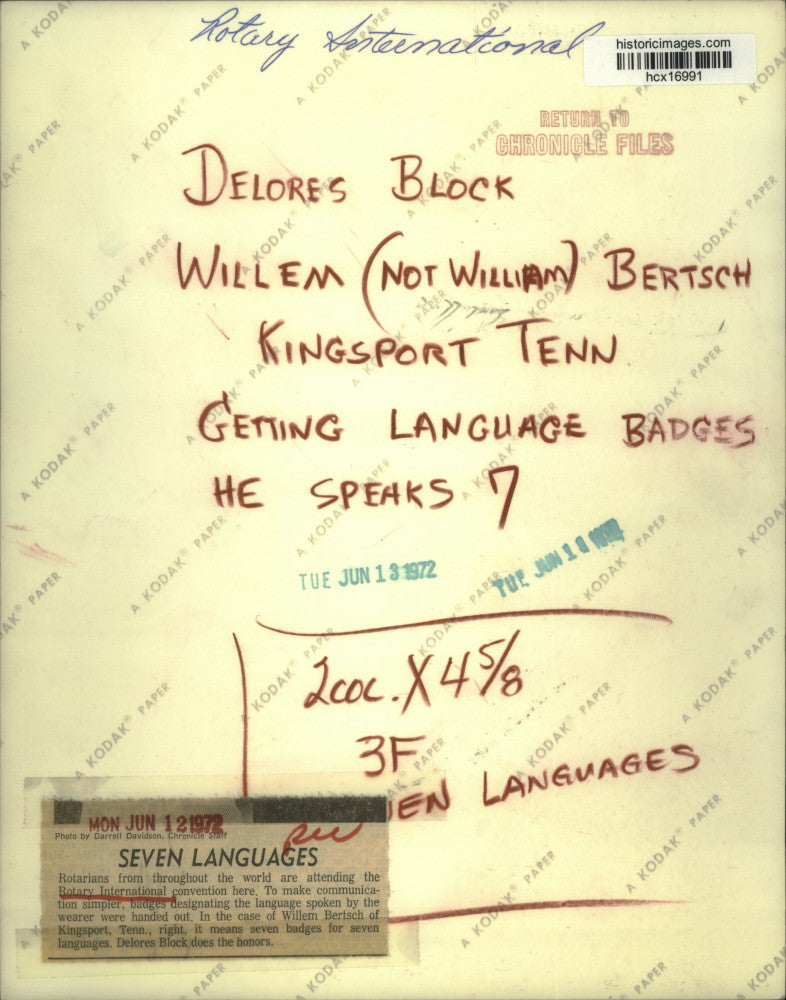 Rotary International
historicimages.com
hcx16991
RETURN TO
CHRONICLE FILES
DELORES BLOCK
WILLEM (NOT WILLIAM) BERTSCH
KINGSPORT TENN
GETTING LANGUAGE BADGES
HE SPEAKS 7
TUE JUN 13 1972
TUE JUN 13
2 COL. X 4 5/8
3F
EN LANGUAGES
MON JUN 12 1972
Photo by Darrell Davidson, Chronicle Staff
SEVEN LANGUAGES
Rotarians from throughout the world are attending the
Rotary International convention here. To make communica-
tion simpler, badges designating the language spoken by the
wearer were handed out. In the case of Willem Bertsch of
Kingsport, Tenn., right, it means seven badges for seven
languages. Delores Block does the honors.
A KODAK® PAPER